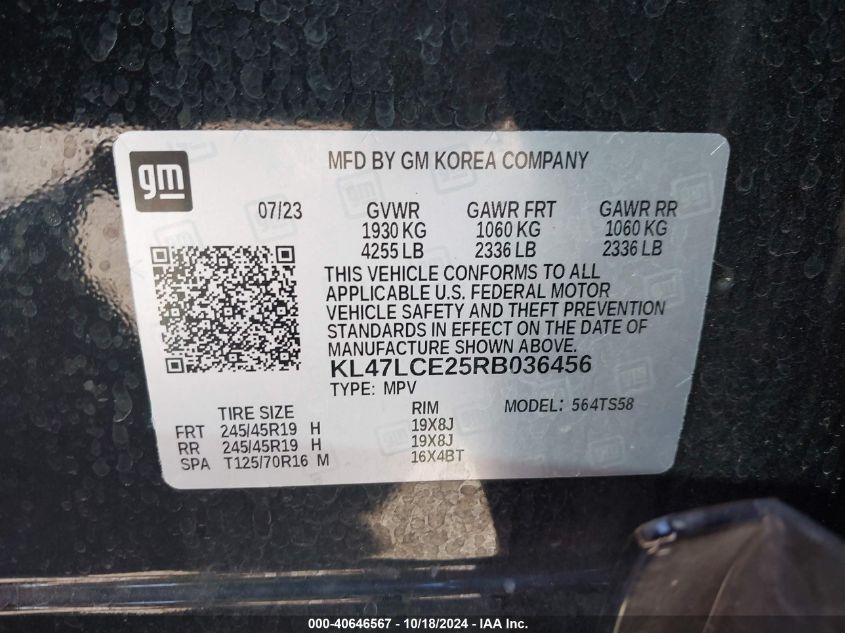 gm
MFD BY GM KOREA COMPANY
07/23 GVWR GAWR FRT GAWR RR
1930 KG 1060 KG 1060 KG
4255 LB 2336 LB 2336 LB
THIS VEHICLE CONFORMS TO ALL
APPLICABLE U.S. FEDERAL MOTOR
VEHICLE SAFETY AND THEFT PREVENTION
STANDARDS IN EFFECT ON THE DATE OF
MANUFACTURE SHOWN ABOVE.
KL47LCE25RB036456
TYPE: MPV
TIRE SIZE RIM MODEL: 564TS58
FRT 245/45R19 H 19X8J
RR 245/45R19 H 19X8J
SPA T125/70R16 M 16X4BT
000-40646567 - 10/18/2024 - IAA Inc.